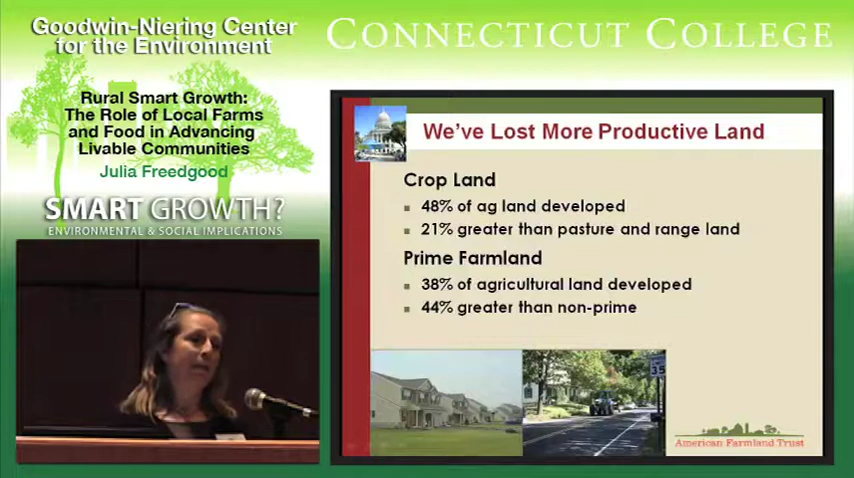 Goodwin-Niering Center
for the Environment
CONNECTICUT COLLEGE
Rural Smart Growth:
The Role of Local Farms
and Food in Advancing
Livable Communities
Julia Freedgood
SMART GROWTH?
ENVIRONMENTAL & SOCIAL IMPLICATIONS
We've Lost More Productive Land
Crop Land
48% of ag land developed
21% greater than pasture and range land
Prime Farmland
38% of agricultural land developed
44% greater than non-prime
35
American Farmland Trust